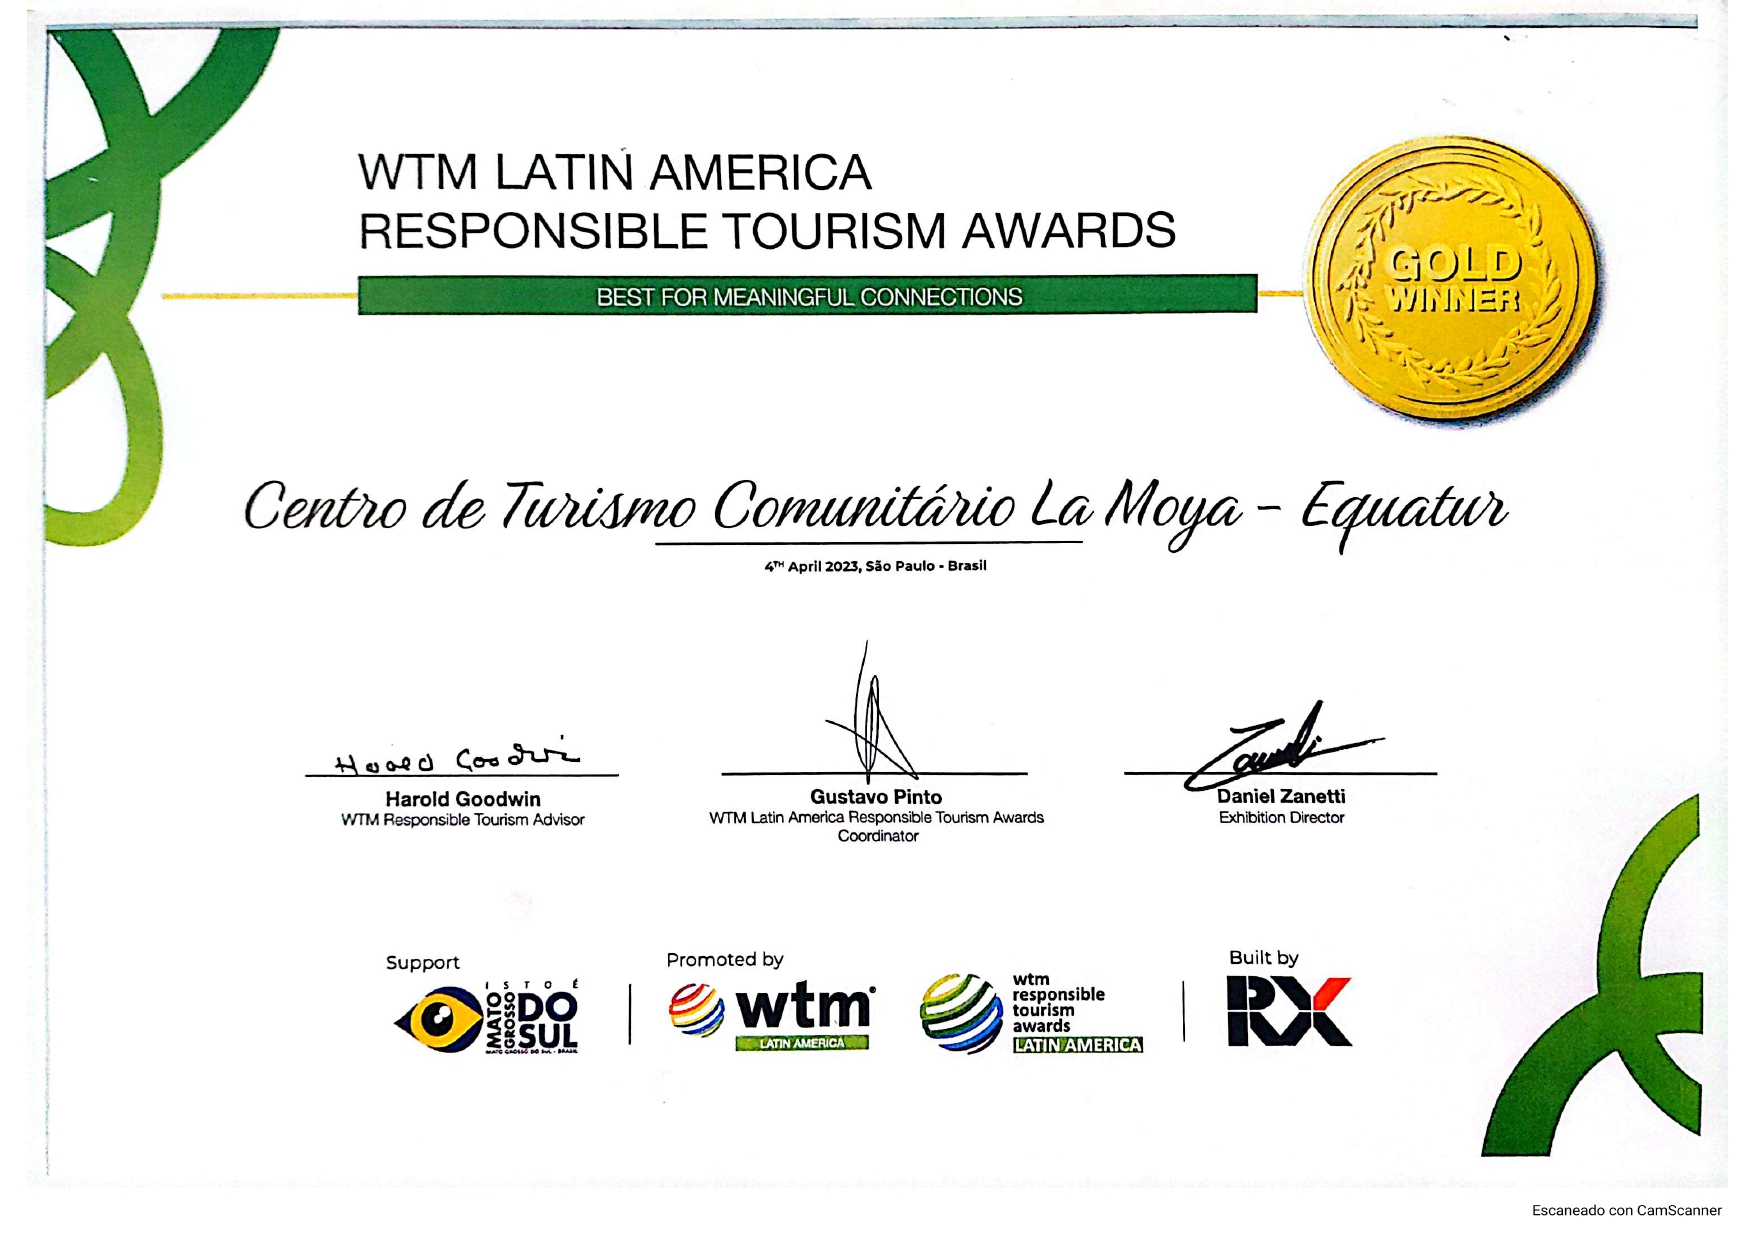 WTM LATIN AMERICA
RESPONSIBLE TOURISM AWARDS
BEST FOR MEANINGFUL CONNECTIONS
GOLD
WINNER
Centro de Turismo Comunitário La Moya - Equatur
4TH April 2023, São Paulo - Brasil
Harold Goodwin
Harold Goodwin
WTM Responsible Tourism Advisor
Gustavo Pinto
WTM Latin America Responsible Tourism Awards
Coordinator
Zanetti
Daniel Zanetti
Exhibition Director
Support
ISTO É
MATO
GROSSO
DO
SUL
MATO GROSSO DO SUL - BRASIL
Promoted by
wtm®
LATIN AMERICA
wtm
responsible
tourism
awards
LATIN AMERICA
Built by
RX
Escaneado con CamScanner